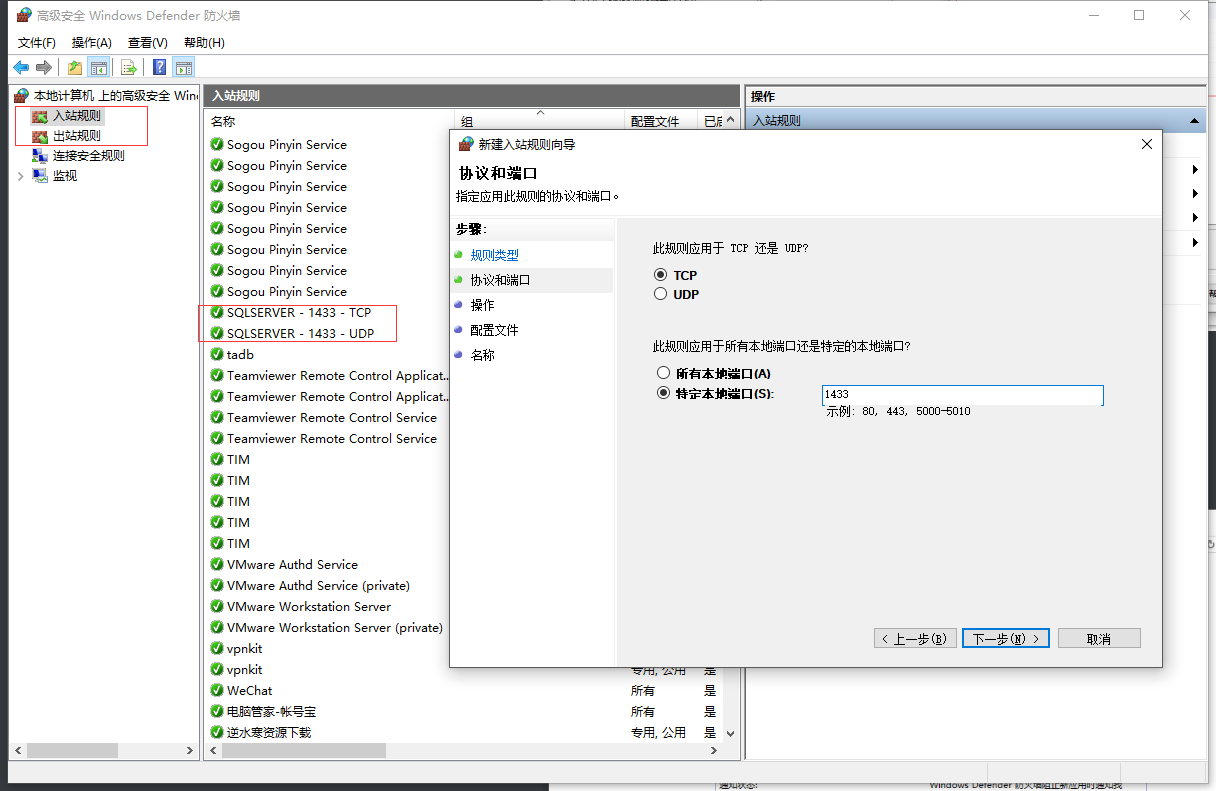 高级安全 Windows Defender 防火墙
文件(F) 操作(A) 查看(V) 帮助(H)
本地计算机 上的高级安全 Win
入站规则
出站规则
连接安全规则
监视
入站规则
名称 组 配置文件
Sogou Pinyin Service
Sogou Pinyin Service
Sogou Pinyin Service
Sogou Pinyin Service
Sogou Pinyin Service
Sogou Pinyin Service
Sogou Pinyin Service
Sogou Pinyin Service
SQLSERVER - 1433 - TCP
SQLSERVER - 1433 - UDP
tadb
Teamviewer Remote Control Applicat...
Teamviewer Remote Control Applicat...
Teamviewer Remote Control Service
Teamviewer Remote Control Service
TIM
TIM
TIM
TIM
TIM
VMware Authd Service
VMware Authd Service (private)
VMware Workstation Server
VMware Workstation Server (private)
vpnkit
vpnkit 专用, 公用 是
WeChat 所有 是
电脑管家-帐号宝 所有 是
逆水寒资源下载 专用, 公用 是
操作
入站规则
新建入站规则向导
协议和端口
指定应用此规则的协议和端口。
步骤:
规则类型
协议和端口
操作
配置文件
名称
此规则应用于 TCP 还是 UDP?
TCP
UDP
此规则应用于所有本地端口还是特定的本地端口?
所有本地端口(A)
特定本地端口(S): 1433
示例: 80, 443, 5000-5010
< 上一步(B) 下一步(N) > 取消